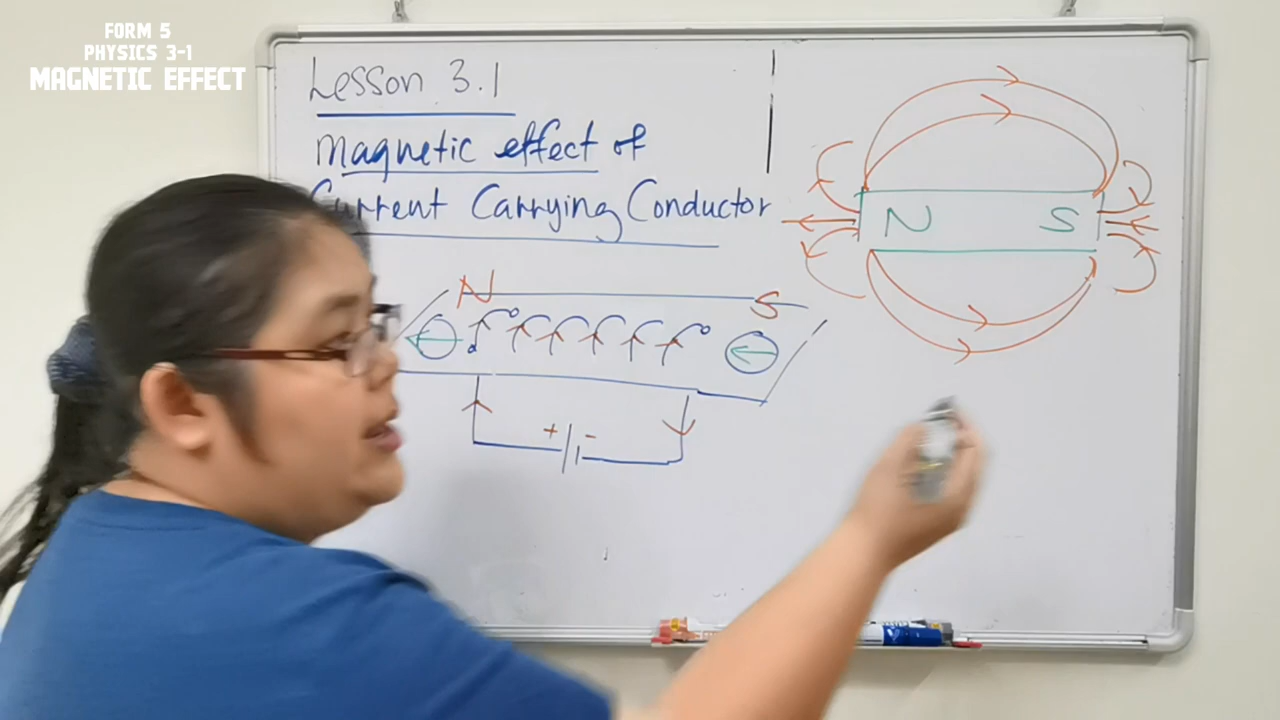 FORM 5
PHYSICS 3-1
MAGNETIC EFFECT
Lesson 3.1
Magnetic effect of
Current Carrying Conductor
N S
N S
+ -